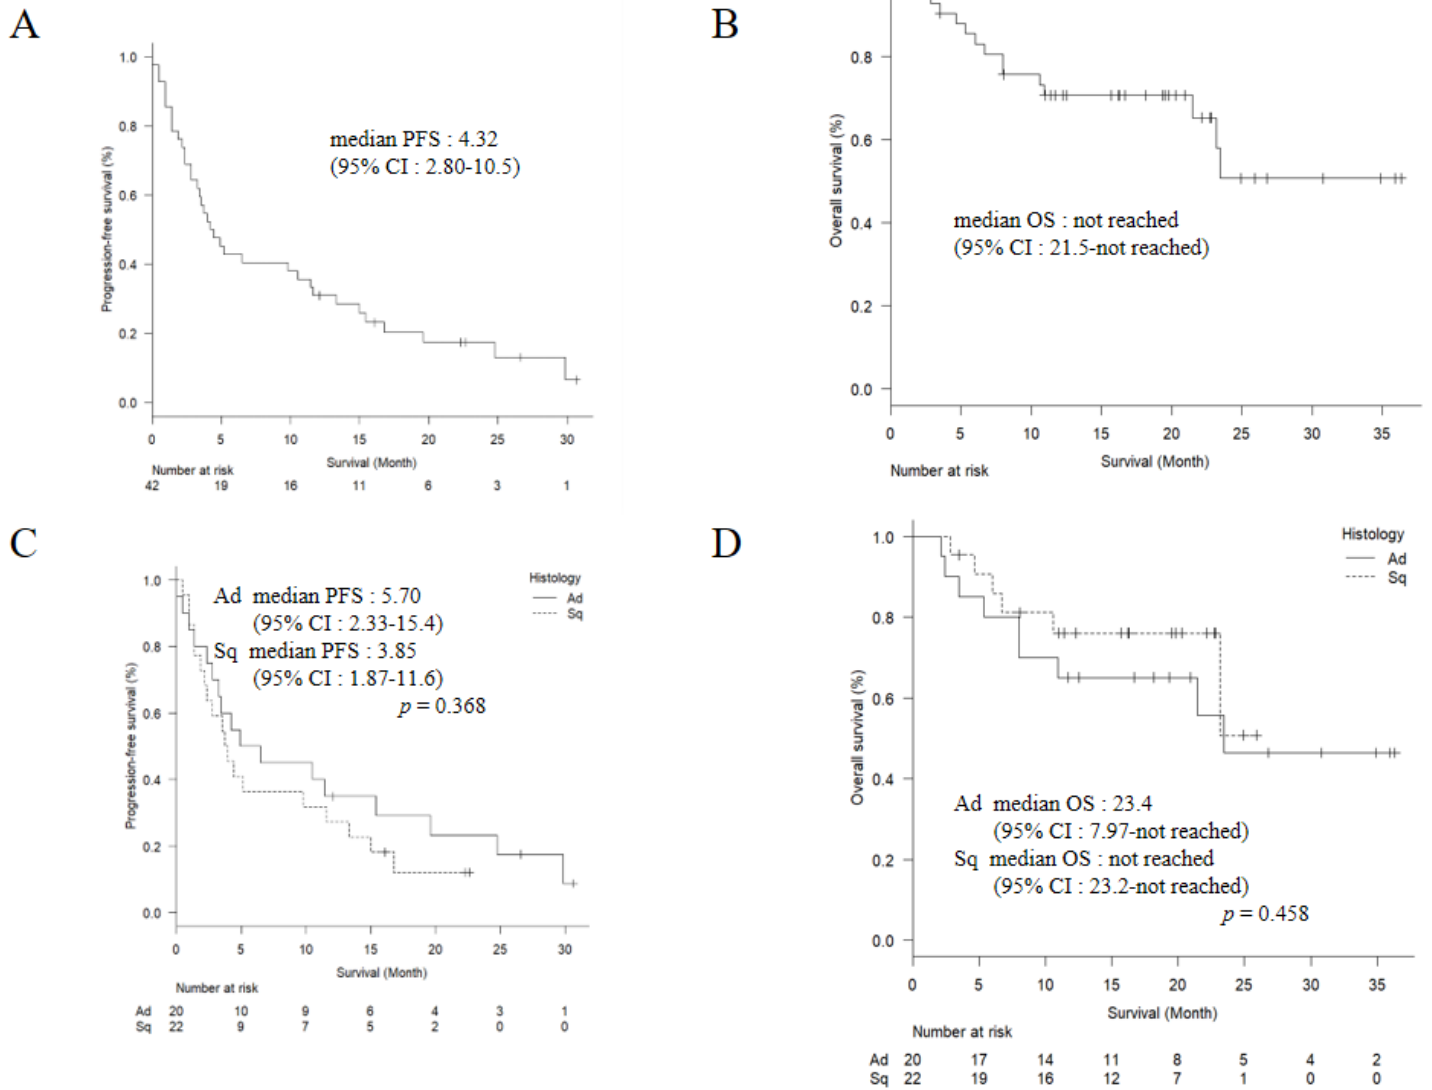 A
1.0
0.8
0.6
0.4
0.2
0.0
Progression-free survival (%)
median PFS : 4.32
(95% CI : 2.80-10.5)
0 5 10 15 20 25 30
Survival (Month)
Number at risk
42 19 16 11 6 3 1
B
0.8
0.6
0.4
0.2
0.0
Overall survival (%)
median OS : not reached
(95% CI : 21.5-not reached)
0 5 10 15 20 25 30 35
Survival (Month)
Number at risk
C
1.0
0.8
0.6
0.4
0.2
0.0
Progression-free survival (%)
Histology
Ad
Sq
Ad median PFS : 5.70
(95% CI : 2.33-15.4)
Sq median PFS : 3.85
(95% CI : 1.87-11.6)
p = 0.368
0 5 10 15 20 25 30
Survival (Month)
Number at risk
Ad 20 10 9 6 4 3 1
Sq 22 9 7 5 2 0 0
D
1.0
0.8
0.6
0.4
0.2
0.0
Overall survival (%)
Histology
Ad
Sq
Ad median OS : 23.4
(95% CI : 7.97-not reached)
Sq median OS : not reached
(95% CI : 23.2-not reached)
p = 0.458
0 5 10 15 20 25 30 35
Survival (Month)
Number at risk
Ad 20 17 14 11 8 5 4 2
Sq 22 19 16 12 7 1 0 0